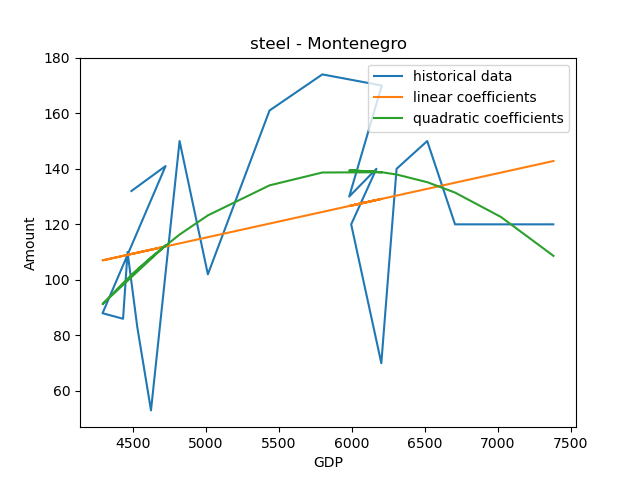 steel - Montenegro
historical data
linear coefficients
quadratic coefficients
Amount
180
160
140
120
100
80
60
4500 5000 5500 6000 6500 7000 7500
GDP